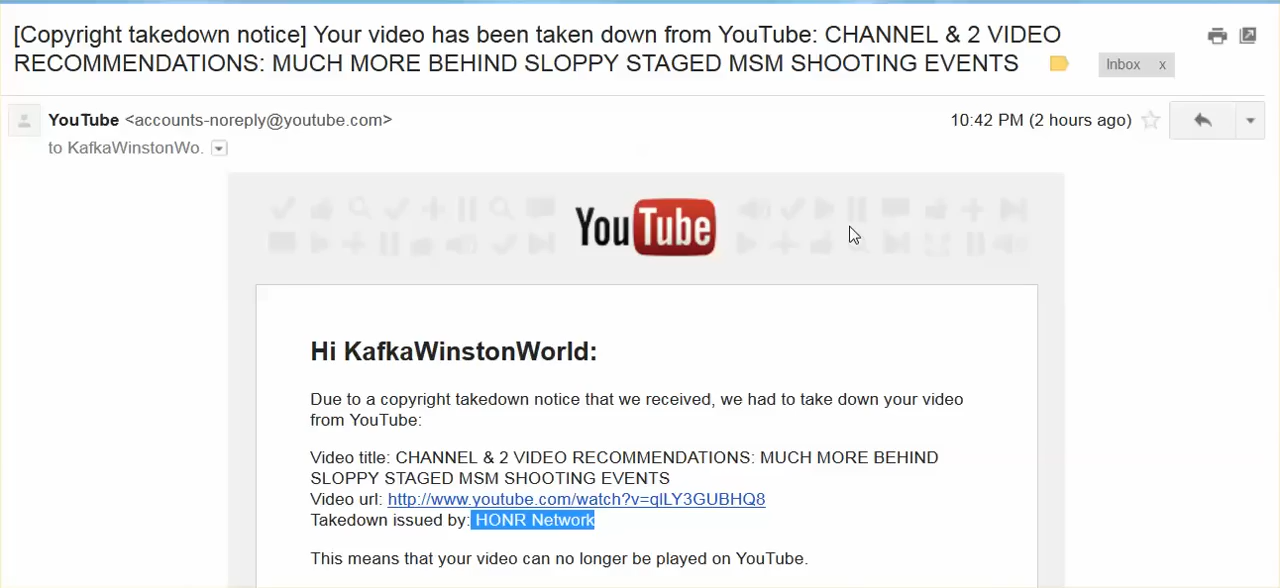 [Copyright takedown notice] Your video has been taken down from YouTube: CHANNEL & 2 VIDEO
RECOMMENDATIONS: MUCH MORE BEHIND SLOPPY STAGED MSM SHOOTING EVENTS
Inbox x
YouTube <accounts-noreply@youtube.com>
10:42 PM (2 hours ago)
to KafkaWinstonWo.
YouTube
Hi KafkaWinstonWorld:
Due to a copyright takedown notice that we received, we had to take down your video
from YouTube:
Video title: CHANNEL & 2 VIDEO RECOMMENDATIONS: MUCH MORE BEHIND
SLOPPY STAGED MSM SHOOTING EVENTS
Video url: http://www.youtube.com/watch?v=qlLY3GUBHQ8
Takedown issued by: HONR Network
This means that your video can no longer be played on YouTube.